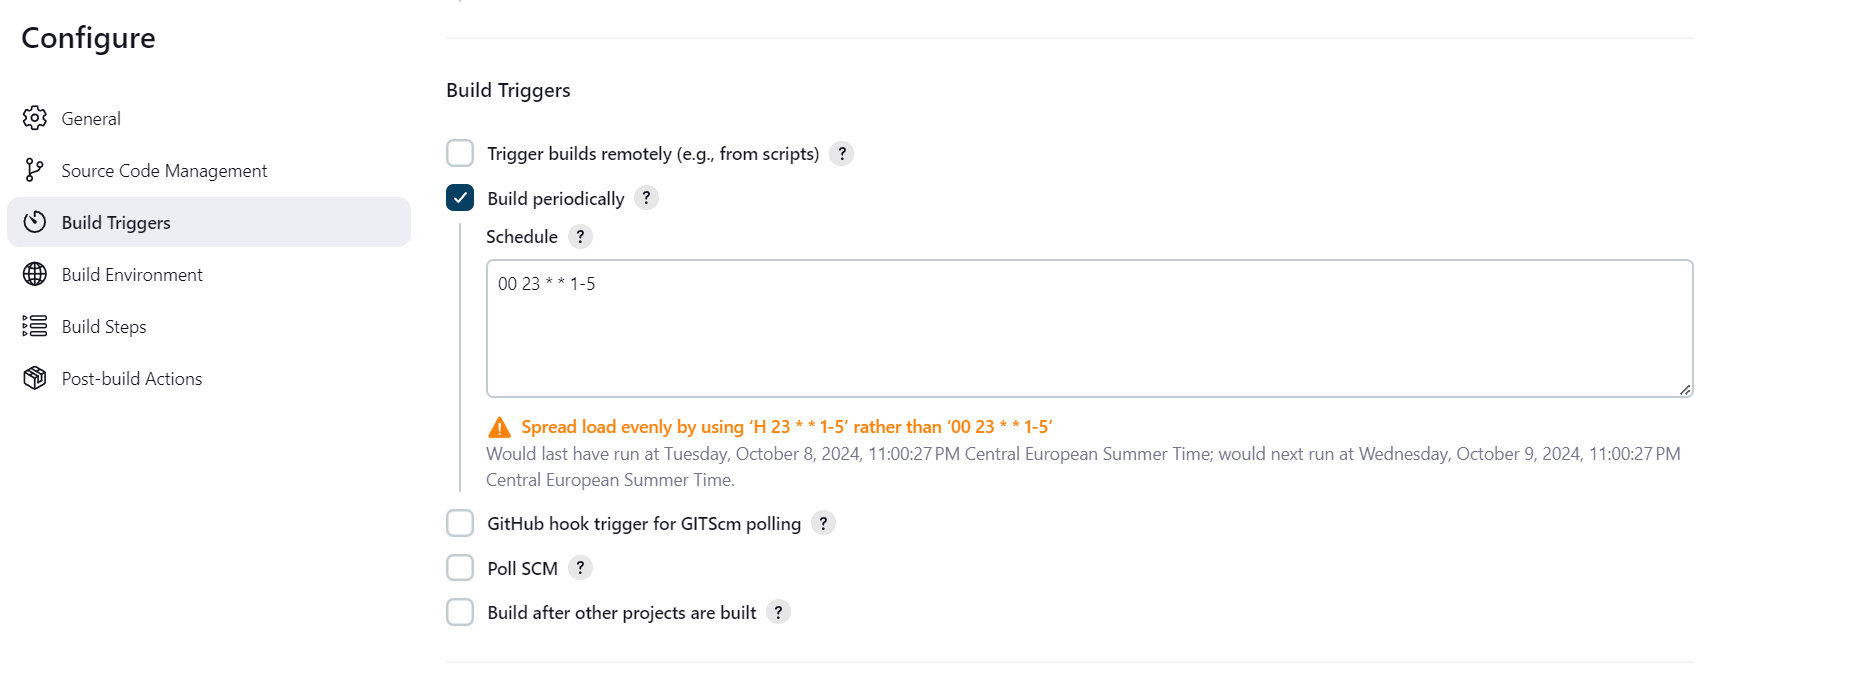 Configure
General
Source Code Management
Build Triggers
Build Environment
Build Steps
Post-build Actions
Build Triggers
Trigger builds remotely (e.g., from scripts) ?
Build periodically ?
Schedule ?
00 23 * * 1-5
Spread load evenly by using ‘H 23 * * 1-5’ rather than ‘00 23 * * 1-5’
Would last have run at Tuesday, October 8, 2024, 11:00:27 PM Central European Summer Time; would next run at Wednesday, October 9, 2024, 11:00:27 PM
Central European Summer Time.
GitHub hook trigger for GITScm polling ?
Poll SCM ?
Build after other projects are built ?